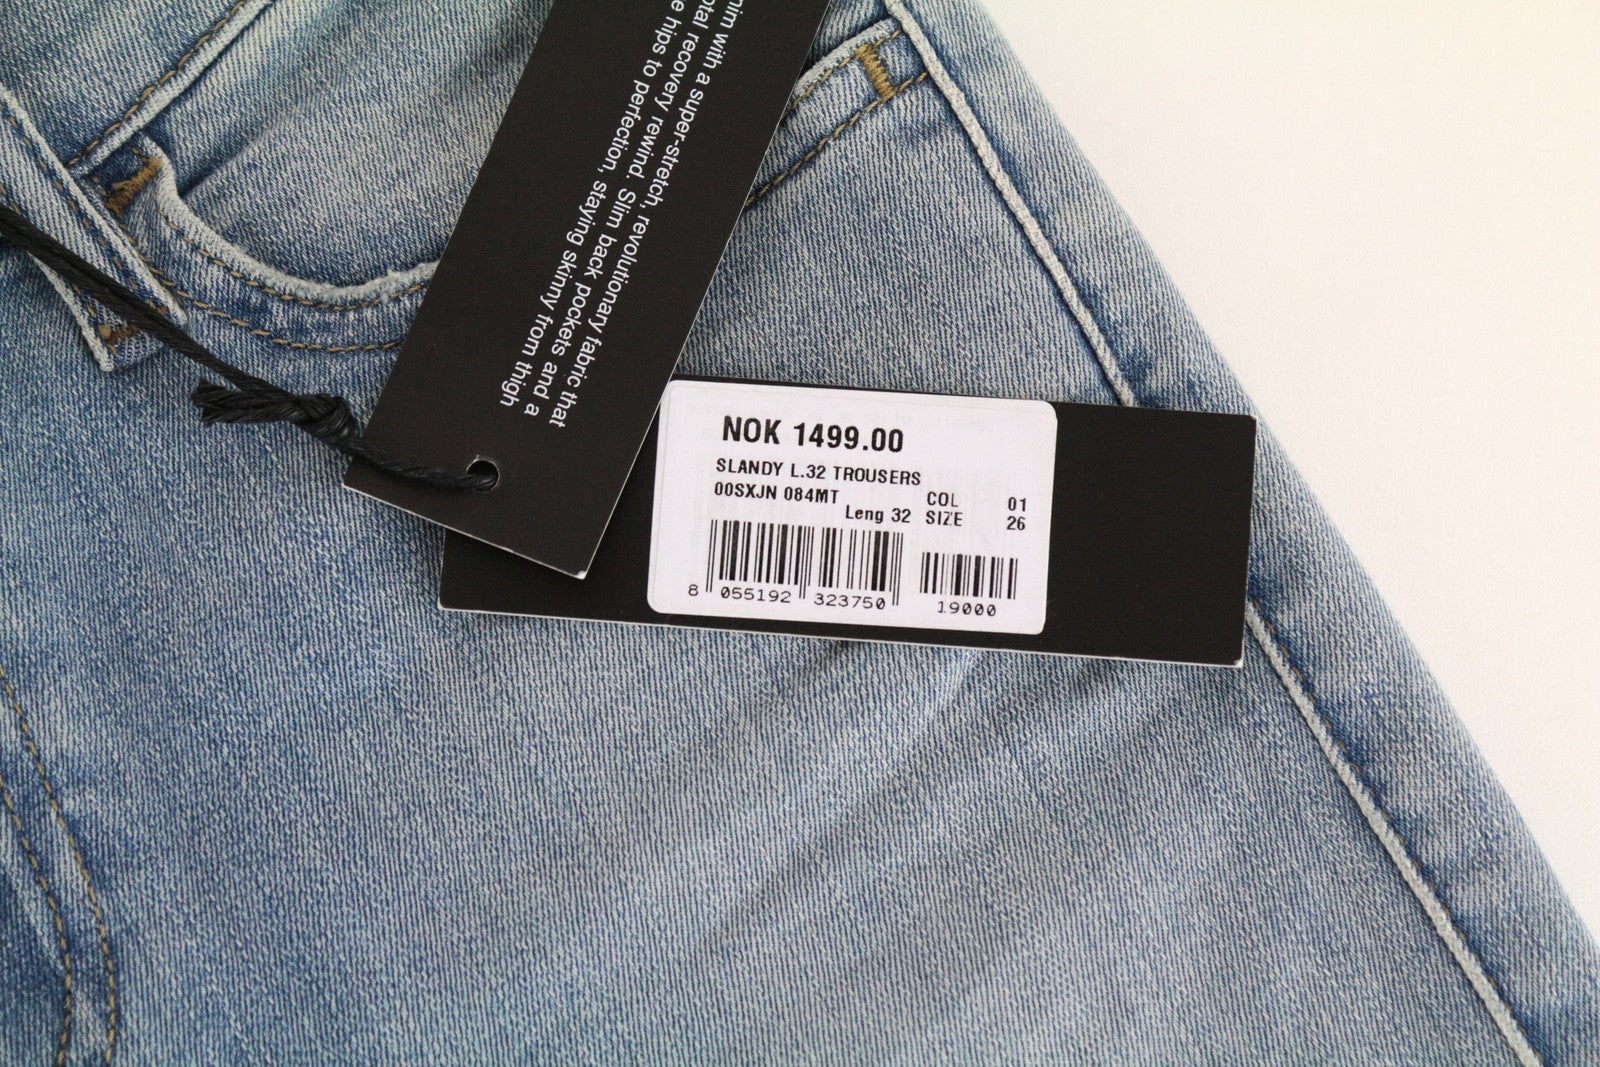 nim with a super-stretch, revolutionary fabric that
total recovery rewind. Slim back pockets and a
hips to perfection, staying skinny from thigh
NOK 1499.00
SLANDY L.32 TROUSERS
00SXJN 084MT COL 01
Leng 32 SIZE 26
8 055192 323750
19000